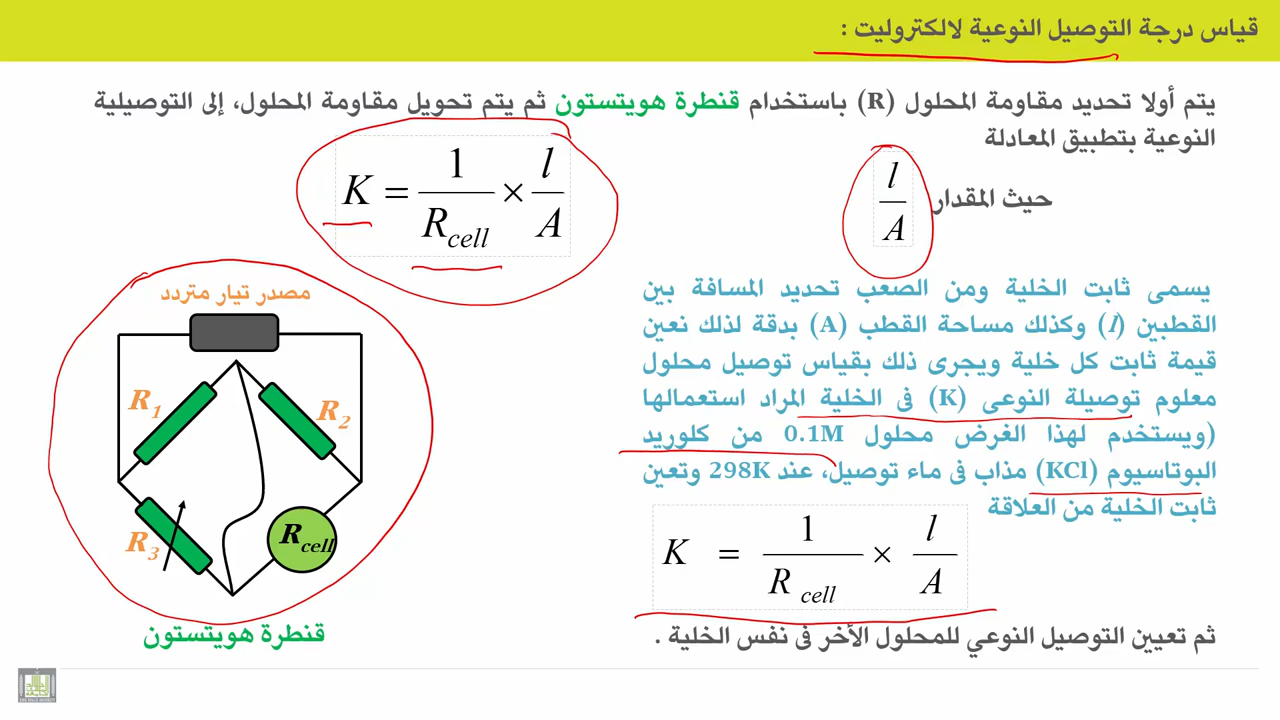 قياس درجة التوصيل النوعية لالكتروليت :
يتم أولا تحديد مقاومة المحلول (R) باستخدام قنطرة هويتستون ثم يتم تحويل مقاومة المحلول، إلى التوصيلية
النوعية بتطبيق المعادلة
K = 1/R_cell × l/A
حيث المقدار l/A
يسمى ثابت الخلية ومن الصعب تحديد المسافة بين
القطبين (l) وكذلك مساحة القطب (A) بدقة لذلك نعين
قيمة ثابت كل خلية ويجرى ذلك بقياس توصيل محلول
معلوم توصيلة النوعى (K) فى الخلية المراد استعمالها
(ويستخدم لهذا الغرض محلول 0.1M من كلوريد
البوتاسيوم (KCl) مذاب فى ماء توصيل، عند 298K وتعين
ثابت الخلية من العلاقة
K = 1/R_cell × l/A
ثم تعيين التوصيل النوعي للمحلول الأخر فى نفس الخلية .
مصدر تيار متردد
R1
R2
R3
Rcell
قنطرة هويتستون